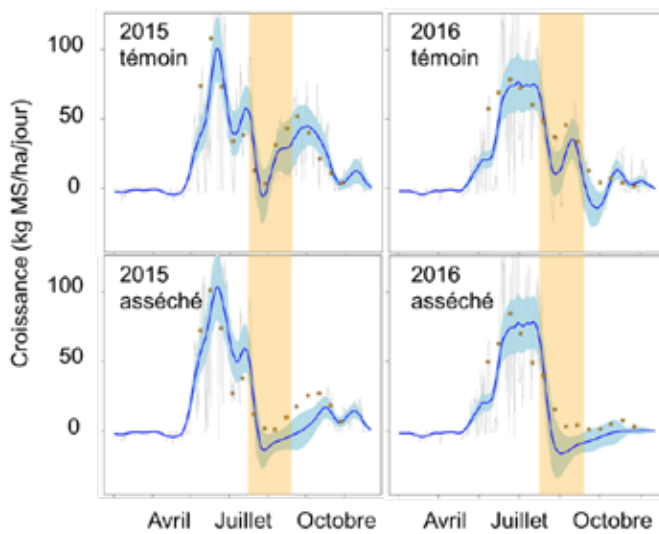 Croissance (kg MS/ha/jour)
100
50
0
2015
témoin
2016
témoin
100
50
0
2015
asséché
2016
asséché
Avril Juillet Octobre
Avril Juillet Octobre